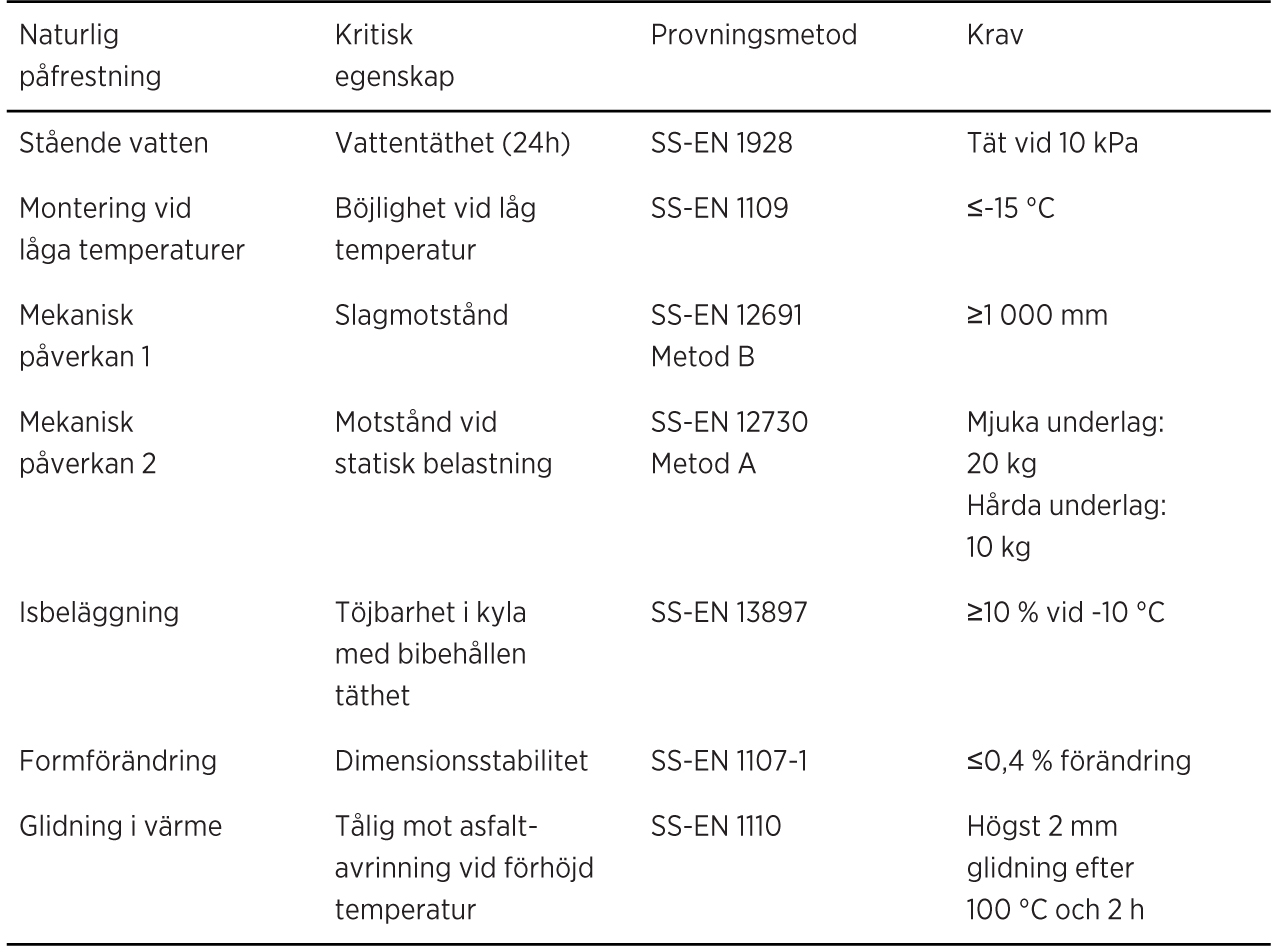 Naturlig
påfrestning
Kritisk
egenskap
Provningsmetod
Krav
Stående vatten
Vattentäthet (24h)
SS-EN 1928
Tät vid 10 kPa
Montering vid
låga temperaturer
Böjlighet vid låg
temperatur
SS-EN 1109
≤-15 °C
Mekanisk
påverkan 1
Slagmotstånd
SS-EN 12691
Metod B
≥1 000 mm
Mekanisk
påverkan 2
Motstånd vid
statisk belastning
SS-EN 12730
Metod A
Mjuka underlag:
20 kg
Hårda underlag:
10 kg
Isbeläggning
Töjbarhet i kyla
med bibehållen
täthet
SS-EN 13897
≥10 % vid -10 °C
Formförändring
Dimensionsstabilitet
SS-EN 1107-1
≤0,4 % förändring
Glidning i värme
Tålig mot asfalt-
avrinning vid förhöjd
temperatur
SS-EN 1110
Högst 2 mm
glidning efter
100 °C och 2 h